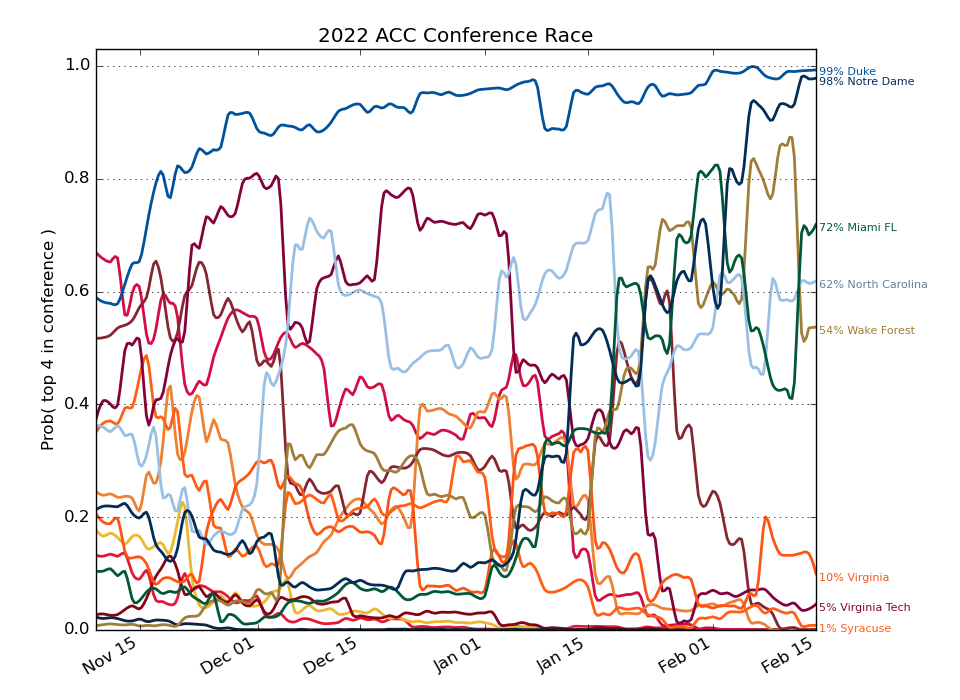 2022 ACC Conference Race
Prob( top 4 in conference )
1.0
0.8
0.6
0.4
0.2
0.0
Nov 15
Dec 01
Dec 15
Jan 01
Jan 15
Feb 01
Feb 15
99% Duke
98% Notre Dame
72% Miami FL
62% North Carolina
54% Wake Forest
10% Virginia
5% Virginia Tech
1% Syracuse